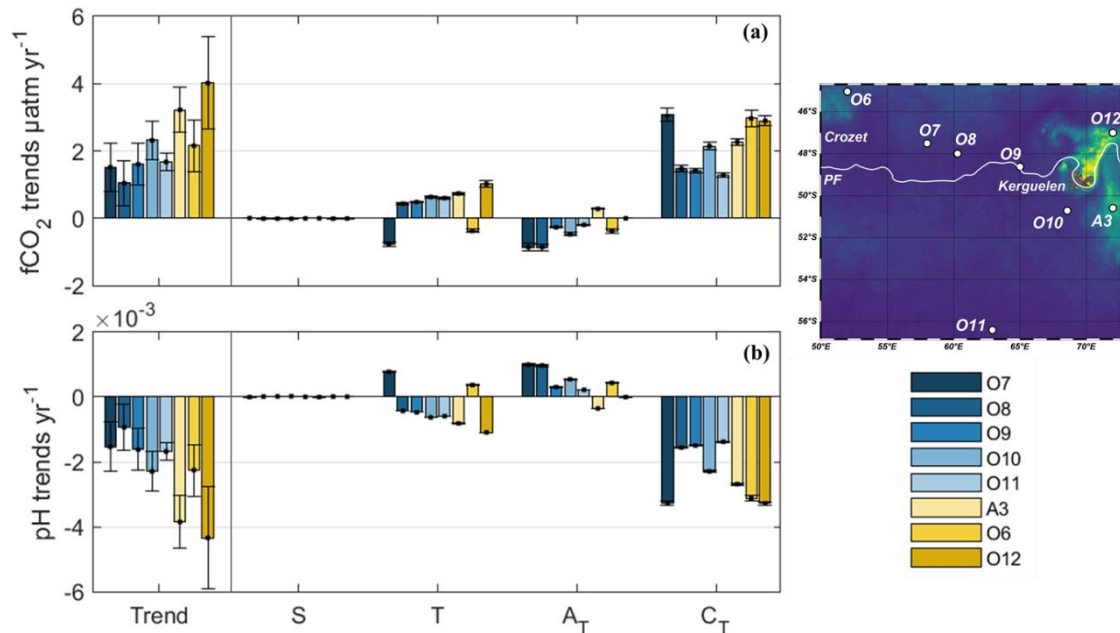 (a)
fCO₂ trends µatm yr⁻¹
6
4
2
0
-2
(b)
× 10⁻³
pH trends yr⁻¹
2
0
-2
-4
-6
Trend S T A_T C_T
46°S
48°S
50°S
52°S
54°S
56°S
50°E 55°E 60°E 65°E 70°E
O6
O12
Crozet O7
O8
O9
PF
Kerguelen
O10 A3
O11
O7
O8
O9
O10
O11
A3
O6
O12